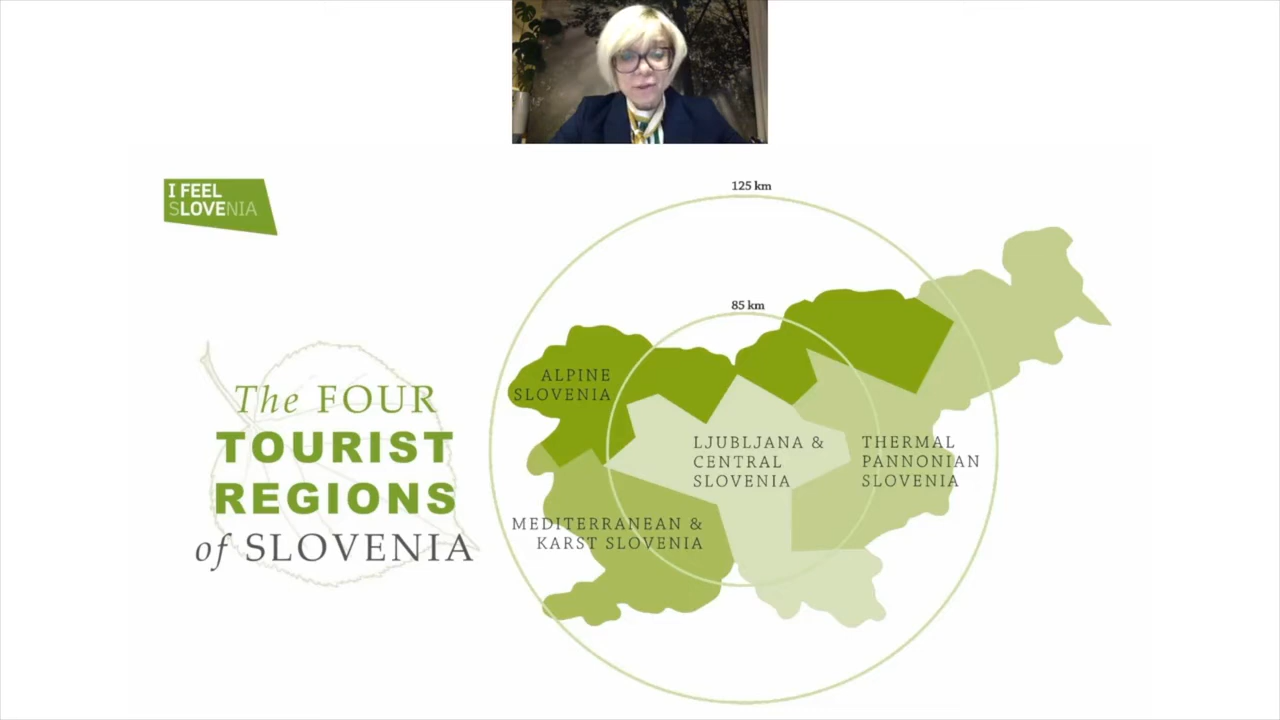 I FEEL
SLOVENIA
The FOUR
TOURIST
REGIONS
of SLOVENIA
125 km
85 km
ALPINE
SLOVENIA
LJUBLJANA &
CENTRAL
SLOVENIA
THERMAL
PANNONIAN
SLOVENIA
MEDITERRANEAN &
KARST SLOVENIA